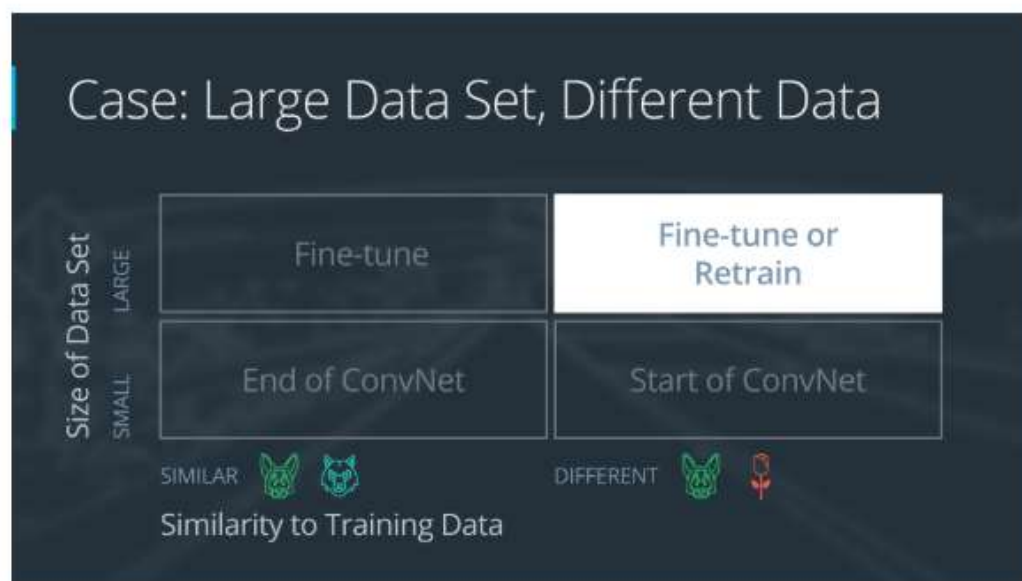 Case: Large Data Set, Different Data
Size of Data Set
LARGE
SMALL
Fine-tune
Fine-tune or
Retrain
End of ConvNet
Start of ConvNet
SIMILAR
DIFFERENT
Similarity to Training Data